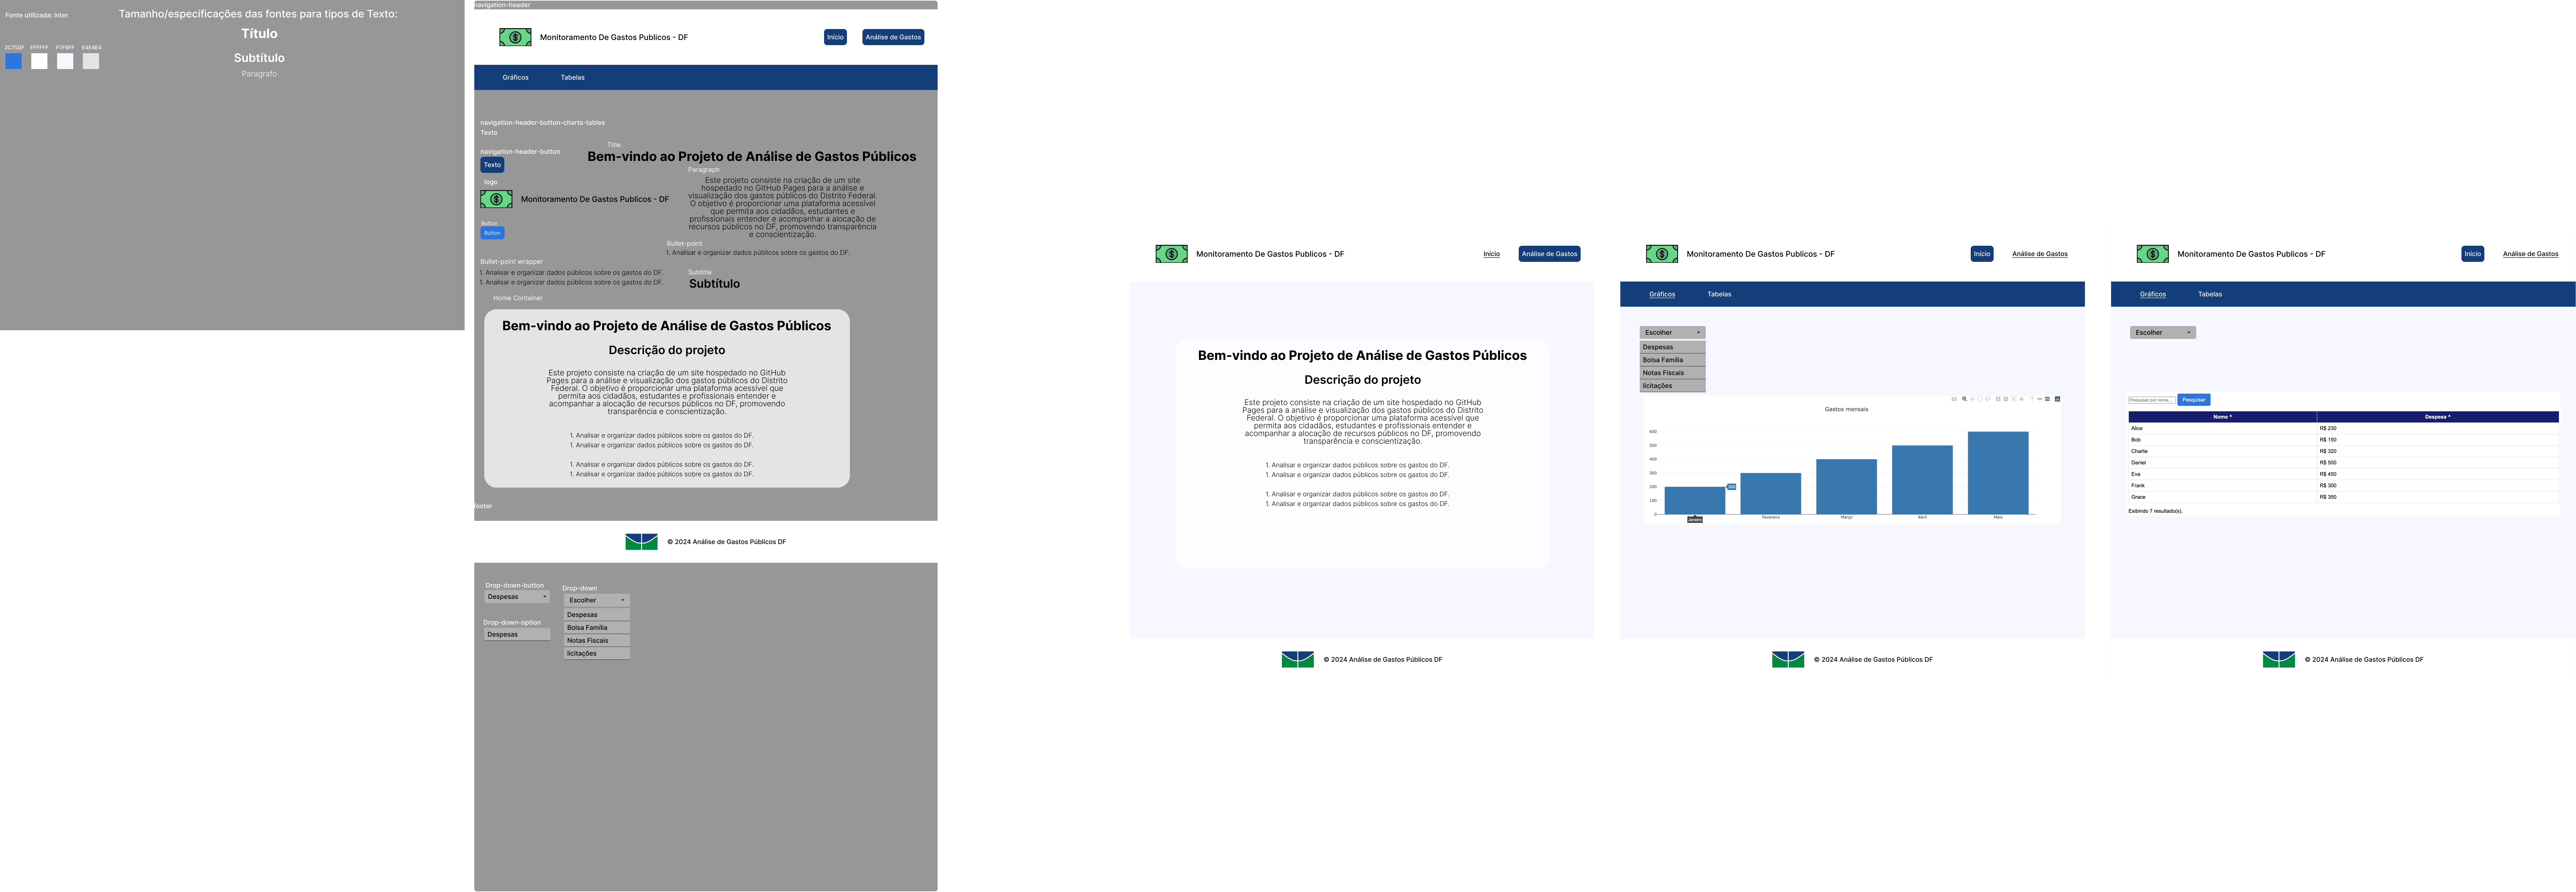 Fonte utilizada: inter
Tamanho/especificações das fontes para tipos de Texto:
Título
Subtítulo
Paragrafo
2C75DF FFFFFF F7F8FF E4E4E4
navigation-header
Monitoramento De Gastos Publicos - DF
Início
Análise de Gastos
Gráficos
Tabelas
navigation-header-button-charts-tables
Texto
navigation-header-button
Texto
logo
Monitoramento De Gastos Publicos - DF
Button
Button
Title
Bem-vindo ao Projeto de Análise de Gastos Públicos
Paragraph
Este projeto consiste na criação de um site
hospedado no GitHub Pages para a análise e
visualização dos gastos públicos do Distrito Federal.
O objetivo é proporcionar uma plataforma acessível
que permita aos cidadãos, estudantes e
profissionais entender e acompanhar a alocação de
recursos públicos no DF, promovendo transparência
e conscientização.
Bullet-point
1. Analisar e organizar dados públicos sobre os gastos do DF.
Bullet-point wrapper
1. Analisar e organizar dados públicos sobre os gastos do DF.
1. Analisar e organizar dados públicos sobre os gastos do DF.
Subtitle
Subtítulo
Home Container
Bem-vindo ao Projeto de Análise de Gastos Públicos
Descrição do projeto
Este projeto consiste na criação de um site hospedado no GitHub
Pages para a análise e visualização dos gastos públicos do Distrito
Federal. O objetivo é proporcionar uma plataforma acessível que
permita aos cidadãos, estudantes e profissionais entender e
acompanhar a alocação de recursos públicos no DF, promovendo
transparência e conscientização.
1. Analisar e organizar dados públicos sobre os gastos do DF.
1. Analisar e organizar dados públicos sobre os gastos do DF.
1. Analisar e organizar dados públicos sobre os gastos do DF.
1. Analisar e organizar dados públicos sobre os gastos do DF.
footer
© 2024 Análise de Gastos Públicos DF
Drop-down-button
Despesas
Drop-down-option
Despesas
Drop-down
Escolher
Despesas
Bolsa Família
Notas Fiscais
licitações
Monitoramento De Gastos Publicos - DF
Início
Análise de Gastos
Bem-vindo ao Projeto de Análise de Gastos Públicos
Descrição do projeto
Este projeto consiste na criação de um site hospedado no GitHub
Pages para a análise e visualização dos gastos públicos do Distrito
Federal. O objetivo é proporcionar uma plataforma acessível que
permita aos cidadãos, estudantes e profissionais entender e
acompanhar a alocação de recursos públicos no DF, promovendo
transparência e conscientização.
1. Analisar e organizar dados públicos sobre os gastos do DF.
1. Analisar e organizar dados públicos sobre os gastos do DF.
1. Analisar e organizar dados públicos sobre os gastos do DF.
1. Analisar e organizar dados públicos sobre os gastos do DF.
© 2024 Análise de Gastos Públicos DF
Monitoramento De Gastos Publicos - DF
Início
Análise de Gastos
Gráficos
Tabelas
Escolher
Despesas
Bolsa Família
Notas Fiscais
licitações
Gastos mensais
600
500
400
300
200
100
0
200
Janeiro
Fevereiro
Março
Abril
Maio
© 2024 Análise de Gastos Públicos DF
Monitoramento De Gastos Publicos - DF
Início
Análise de Gastos
Gráficos
Tabelas
Escolher
Pesquisar por nome...
Pesquisar
Nome ^ Despesa ^
Alice R$ 230
Bob R$ 150
Charlie R$ 320
Daniel R$ 500
Eva R$ 450
Frank R$ 300
Grace R$ 350
Exibindo 7 resultado(s).
© 2024 Análise de Gastos Públicos DF